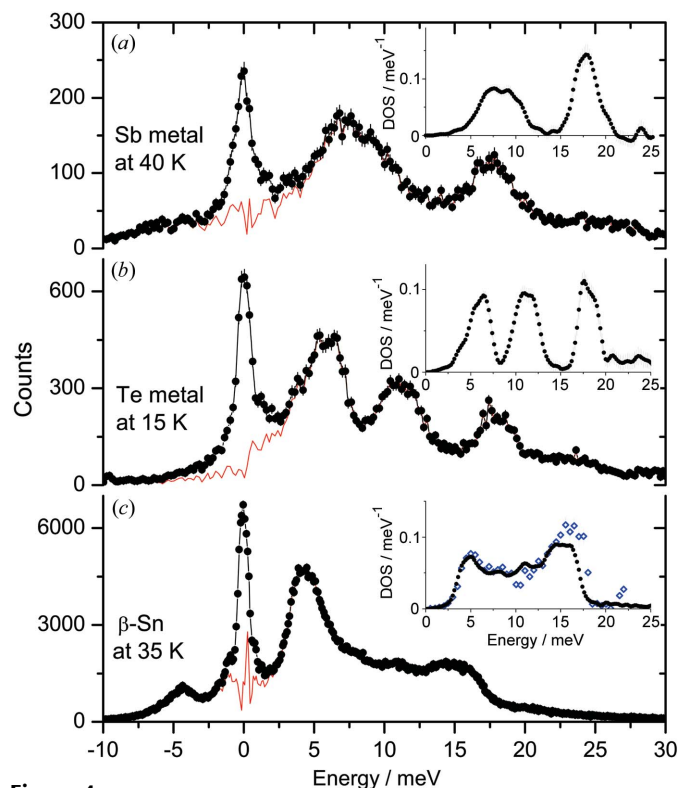 300
200
100
0
(a)
Sb metal
at 40 K
DOS / meV⁻¹
0.1
0
0 5 10 15 20 25
600
300
0
(b)
Te metal
at 15 K
DOS / meV⁻¹
0.1
0
0 5 10 15 20 25
Counts
6000
3000
0
(c)
β-Sn
at 35 K
DOS / meV⁻¹
0.1
0
0 5 10 15 20 25
Energy / meV
-10 -5 0 5 10 15 20 25 30
Energy / meV